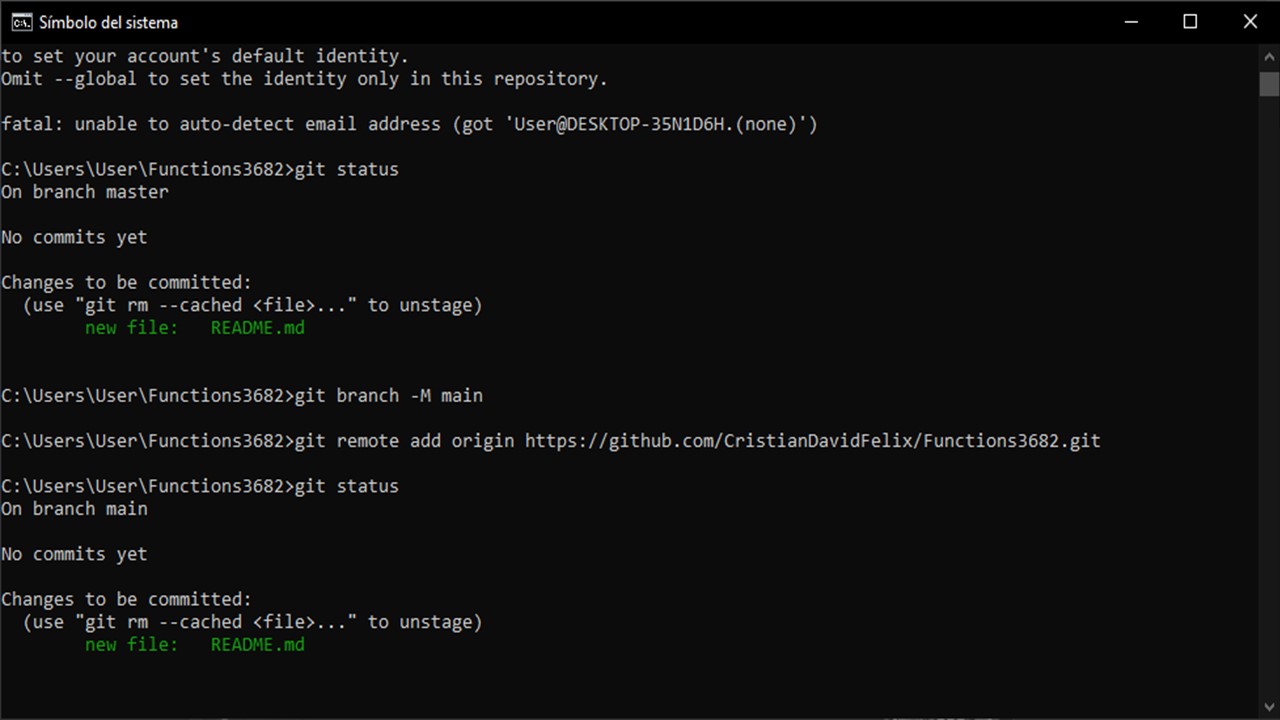 Símbolo del sistema
to set your account's default identity.
Omit --global to set the identity only in this repository.
fatal: unable to auto-detect email address (got 'User@DESKTOP-35N1D6H.(none)')
C:\Users\User\Functions3682>git status
On branch master
No commits yet
Changes to be committed:
  (use "git rm --cached <file>..." to unstage)
        new file:   README.md
C:\Users\User\Functions3682>git branch -M main
C:\Users\User\Functions3682>git remote add origin https://github.com/CristianDavidFelix/Functions3682.git
C:\Users\User\Functions3682>git status
On branch main
No commits yet
Changes to be committed:
  (use "git rm --cached <file>..." to unstage)
        new file:   README.md